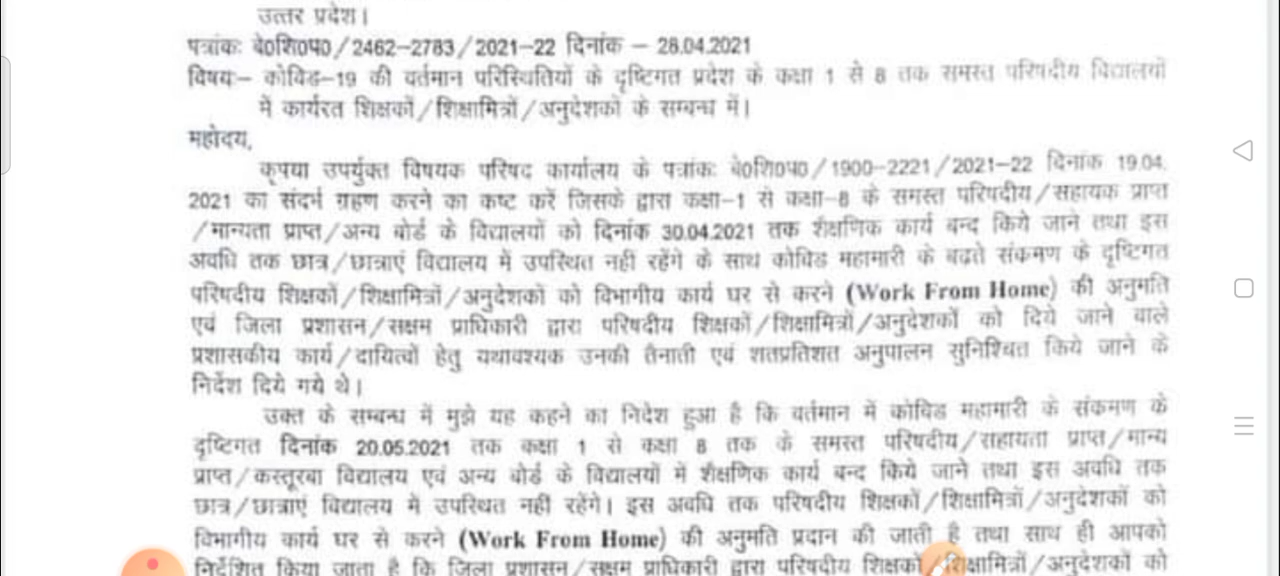 उत्तर प्रदेश।
पत्रांकः बे०शि०प०/2462-2783/2021-22 दिनांक - 28.04.2021
विषय:- कोविड-19 की वर्तमान परिस्थितियों के दृष्टिगत प्रदेश के कक्षा 1 से 8 तक समस्त परिषदीय विद्यालयों
में कार्यरत शिक्षकों/शिक्षामित्रों/अनुदेशकों के सम्बन्ध में।
महोदय,
कृपया उपर्युक्त विषयक परिषद कार्यालय के पत्रांकः बे०शि०प०/1900-2221/2021-22 दिनांक 19.04.
2021 का संदर्भ ग्रहण करने का कष्ट करें जिसके द्वारा कक्षा-1 से कक्षा-8 के समस्त परिषदीय/सहायक प्राप्त
/मान्यता प्राप्त/अन्य बोर्ड के विद्यालयों को दिनांक 30.04.2021 तक शैक्षणिक कार्य बन्द किये जाने तथा इस
अवधि तक छात्र/छात्राएं विद्यालय में उपस्थित नहीं रहेंगे के साथ कोविड महामारी के बढ़ते संकमण के दृष्टिगत
परिषदीय शिक्षकों/शिक्षामित्रों/अनुदेशकों को विभागीय कार्य घर से करने (Work From Home) की अनुमति
एवं जिला प्रशासन/सक्षम प्राधिकारी द्वारा परिषदीय शिक्षकों/शिक्षामित्रों/अनुदेशकों को दिये जाने वाले
प्रशासकीय कार्य/दायित्वों हेतु यथावश्यक उनकी तैनाती एवं शतप्रतिशत अनुपालन सुनिश्चित किये जाने के
निर्देश दिये गये थे।
उक्त के सम्बन्ध में मुझे यह कहने का निदेश हुआ है कि वर्तमान में कोविड महामारी के संकमण के
दृष्टिगत दिनांक 20.05.2021 तक कक्षा 1 से कक्षा 8 तक के समस्त परिषदीय/सहायता प्राप्त/मान्य
प्राप्त/कस्तूरबा विद्यालय एवं अन्य बोर्ड के विद्यालयों में शैक्षणिक कार्य बन्द किये जाने तथा इस अवधि तक
छात्र/छात्राएं विद्यालय में उपस्थित नहीं रहेंगे। इस अवधि तक परिषदीय शिक्षकों/शिक्षामित्रों/अनुदेशकों को
विभागीय कार्य घर से करने (Work From Home) की अनुमति प्रदान की जाती है तथा साथ ही आपको
निर्देशित किया जाता है कि जिला प्रशासन/सक्षम प्राधिकारी द्वारा परिषदीय शिक्षकों/शिक्षामित्रों/अनुदेशकों को